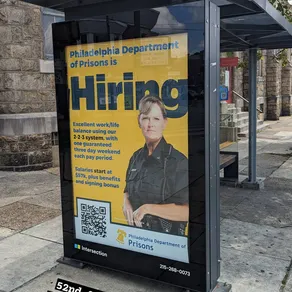 Philadelphia Department
of Prisons is
Hiring
Excellent work/life
balance using our
2-2-3 system, with
one guaranteed
three day weekend
each pay period
Salaries start at
plus benefits
and signing bonus
Philadelphia Department of
Prisons
Intersection
215-288-0073
52nd